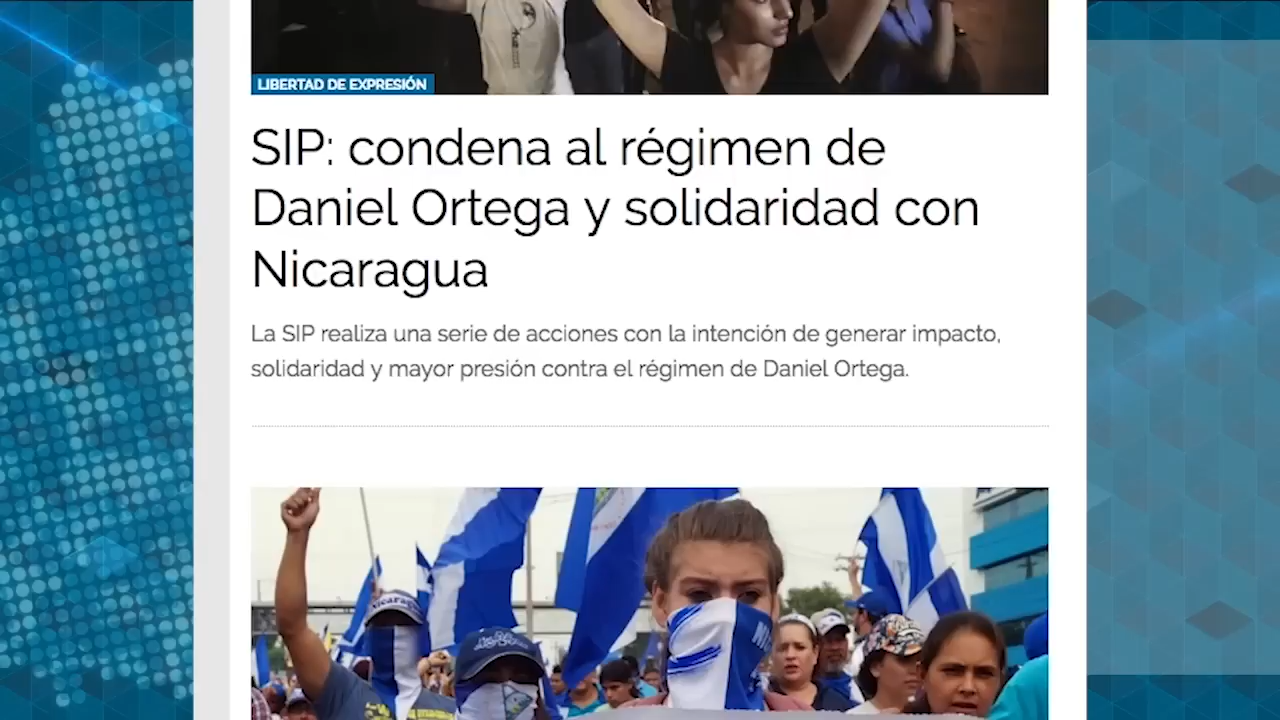 LIBERTAD DE EXPRESIÓN
SIP: condena al régimen de
Daniel Ortega y solidaridad con
Nicaragua
La SIP realiza una serie de acciones con la intención de generar impacto,
solidaridad y mayor presión contra el régimen de Daniel Ortega.
Nicaragua